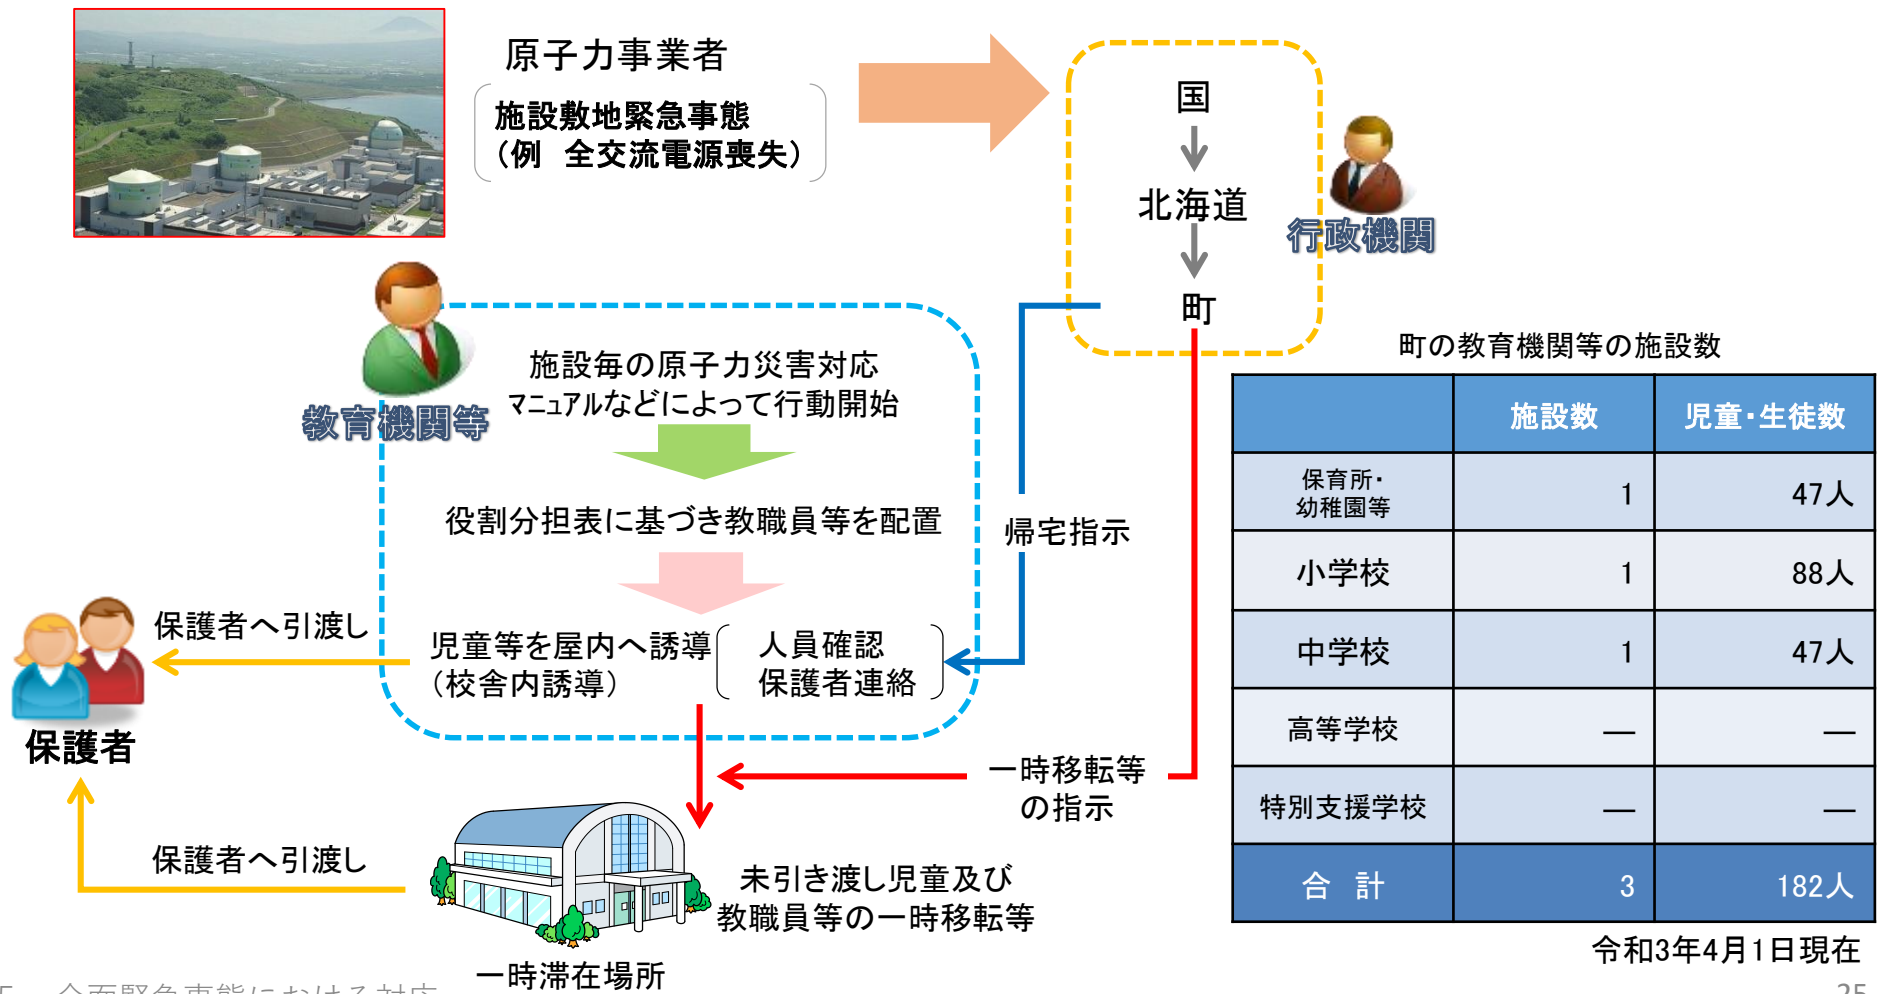 原子力事業者
施設敷地緊急事態
（例　全交流電源喪失）
国
北海道
町
行政機関
教育機関等
施設毎の原子力災害対応
ﾏﾆｭｱﾙなどによって行動開始
役割分担表に基づき教職員等を配置
児童等を屋内へ誘導
（校舎内誘導）
人員確認
保護者連絡
帰宅指示
保護者へ引渡し
保護者
一時移転等
の指示
保護者へ引渡し
未引き渡し児童及び
教職員等の一時移転等
一時滞在場所
町の教育機関等の施設数
施設数 児童・生徒数
保育所・
幼稚園等 1 47人
小学校 1 88人
中学校 1 47人
高等学校 ― ―
特別支援学校 ― ―
合　計 3 182人
令和3年4月1日現在